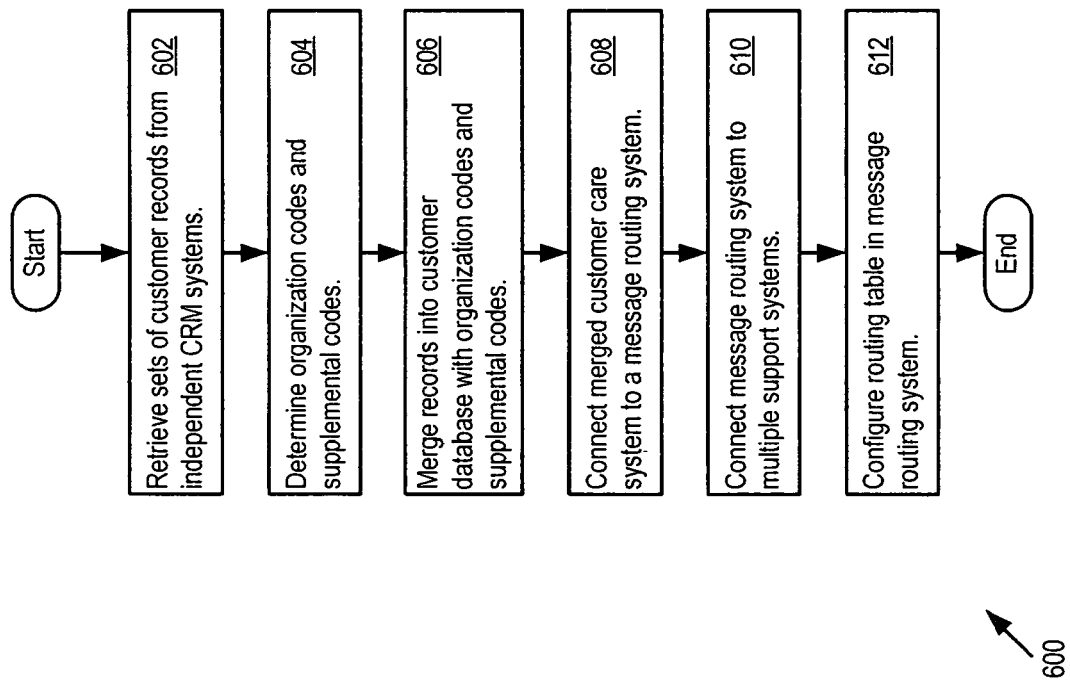 Start
Retrieve sets of customer records from 602
independent CRM systems.
Determine organization codes and 604
supplemental codes.
Merge records into customer 606
database with organization codes and
supplemental codes.
Connect merged customer care 608
system to a message routing system.
Connect message routing system to 610
multiple support systems.
Configure routing table in message 612
routing system.
End
600